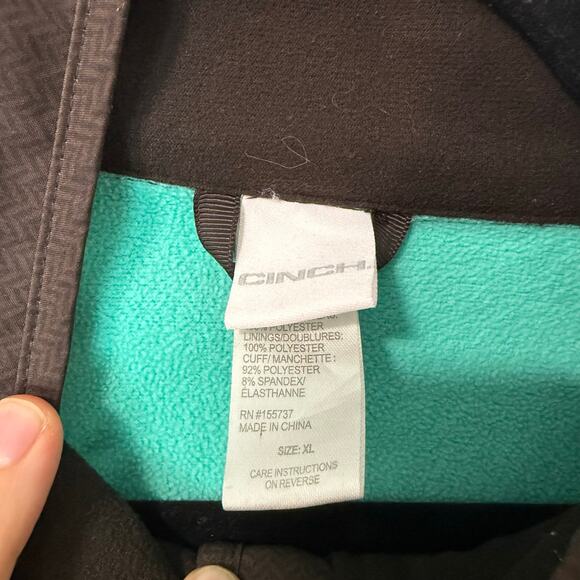 CINCH.
POLYESTER
LININGS/DOUBLURES:
100% POLYESTER
CUFF/ MANCHETTE :
92% POLYESTER
8% SPANDEX/
ÉLASTHANNE
RN #155737
MADE IN CHINA
SIZE: XL
CARE INSTRUCTIONS
ON REVERSE